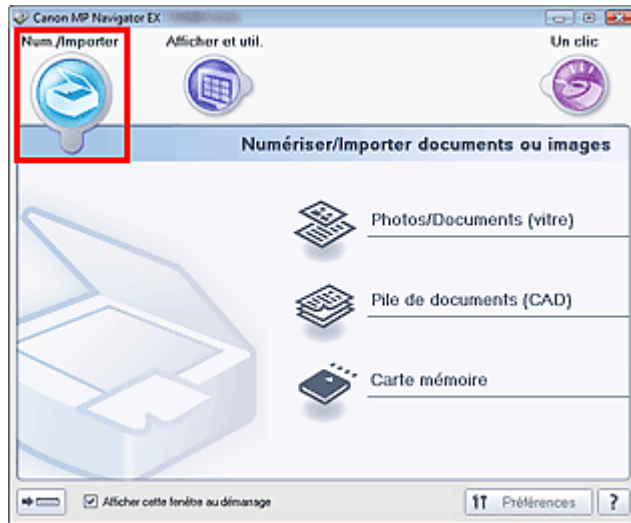 Canon MP Navigator EX
Num./Importer
Afficher et util.
Un clic
Numériser/Importer documents ou images
Photos/Documents (vitre)
Pile de documents (CAD)
Carte mémoire
Afficher cette fenêtre au démarrage
Préférences
?